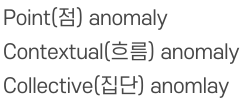 Point(점) anomaly
Contextual(흐름) anomaly
Collective(집단) anomlay